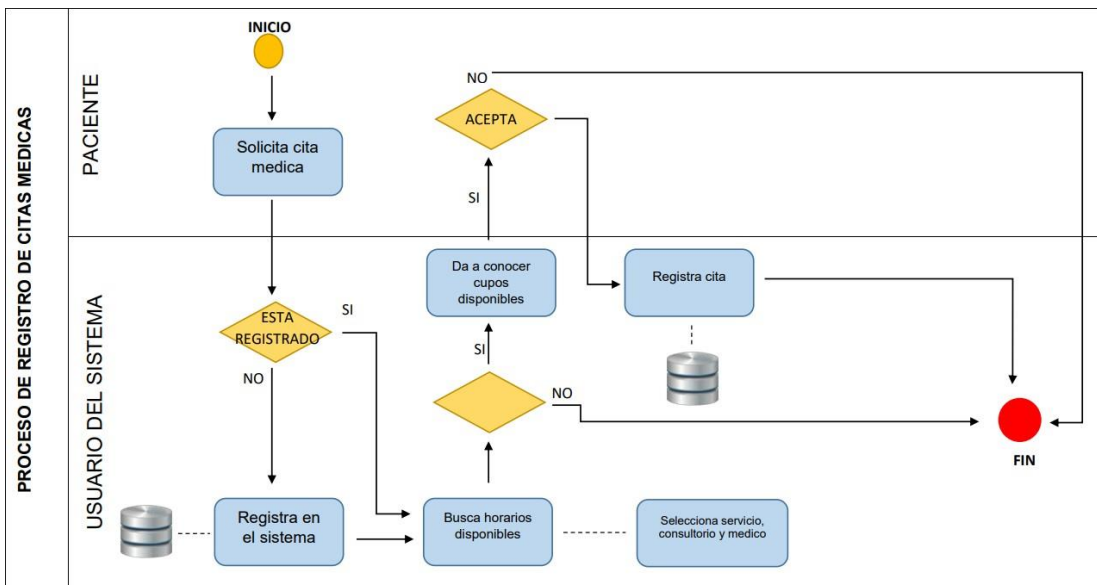 PROCESO DE REGISTRO DE CITAS MEDICAS
PACIENTE
INICIO
Solicita cita
medica
NO
ACEPTA
SI
USUARIO DEL SISTEMA
Da a conocer
cupos
disponibles
Registra cita
ESTA
REGISTRADO
SI
NO
SI
NO
FIN
Registra en
el sistema
Busca horarios
disponibles
Selecciona servicio,
consultorio y medico